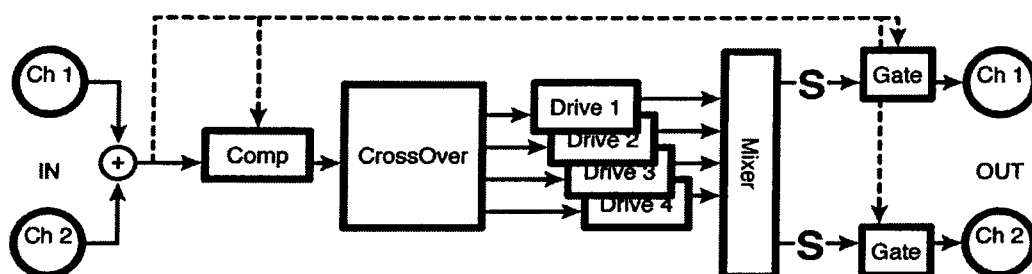 Ch 1
IN
Ch 2
+
Comp
CrossOver
Drive 1
Drive 2
Drive 3
Drive 4
Mixer
S
Gate
Ch 1
OUT
S
Gate
Ch 2